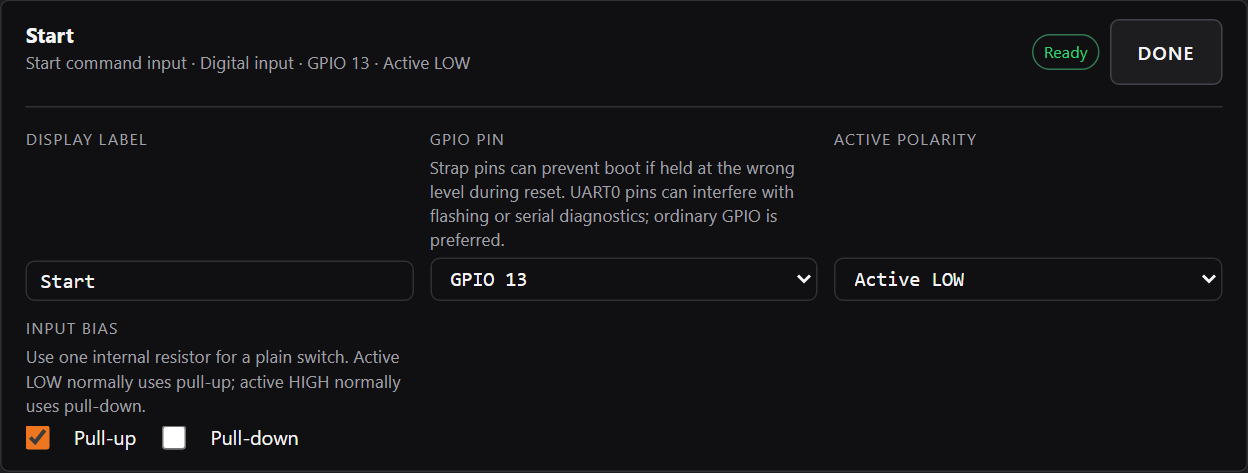 Start
Start command input · Digital input · GPIO 13 · Active LOW
Ready
DONE
DISPLAY LABEL
Start
GPIO PIN
Strap pins can prevent boot if held at the wrong
level during reset. UART0 pins can interfere with
flashing or serial diagnostics; ordinary GPIO is
preferred.
GPIO 13
ACTIVE POLARITY
Active LOW
INPUT BIAS
Use one internal resistor for a plain switch. Active
LOW normally uses pull-up; active HIGH normally
uses pull-down.
Pull-up
Pull-down